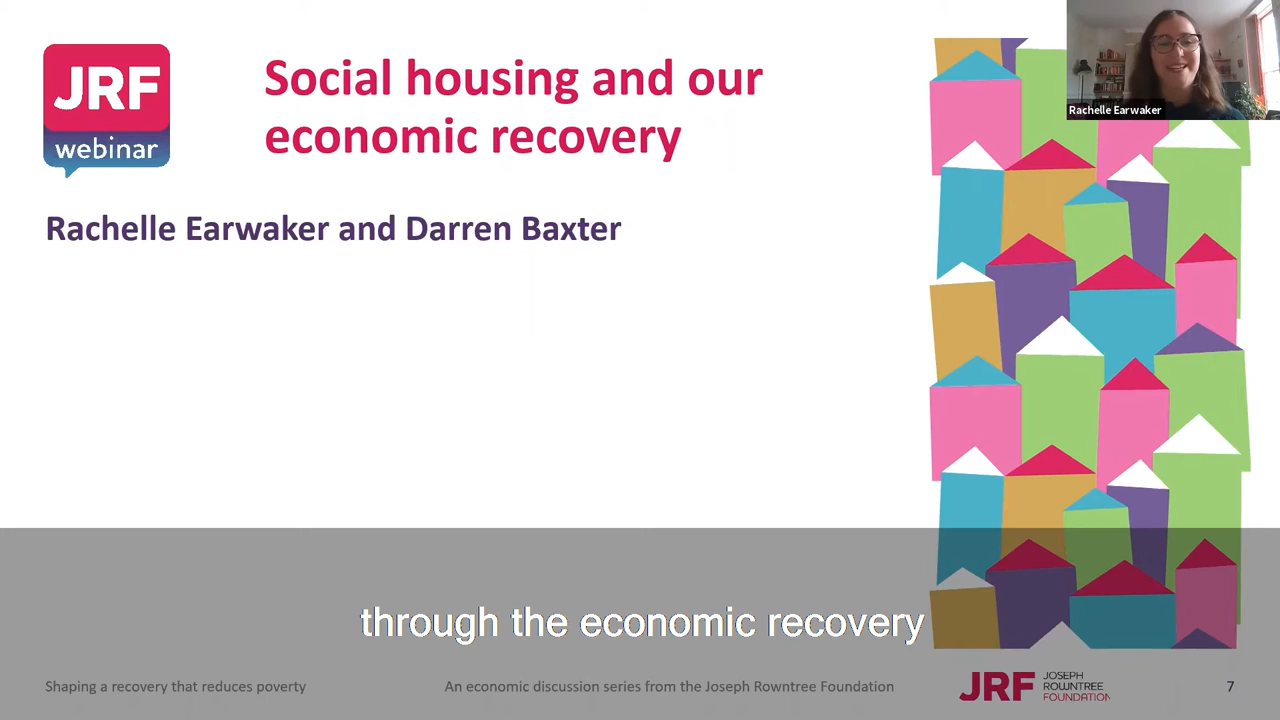 JRF
webinar
Social housing and our
economic recovery
Rachelle Earwaker
Rachelle Earwaker and Darren Baxter
through the economic recovery
Shaping a recovery that reduces poverty
An economic discussion series from the Joseph Rowntree Foundation
JRF
JOSEPH
ROWNTREE
FOUNDATION
7